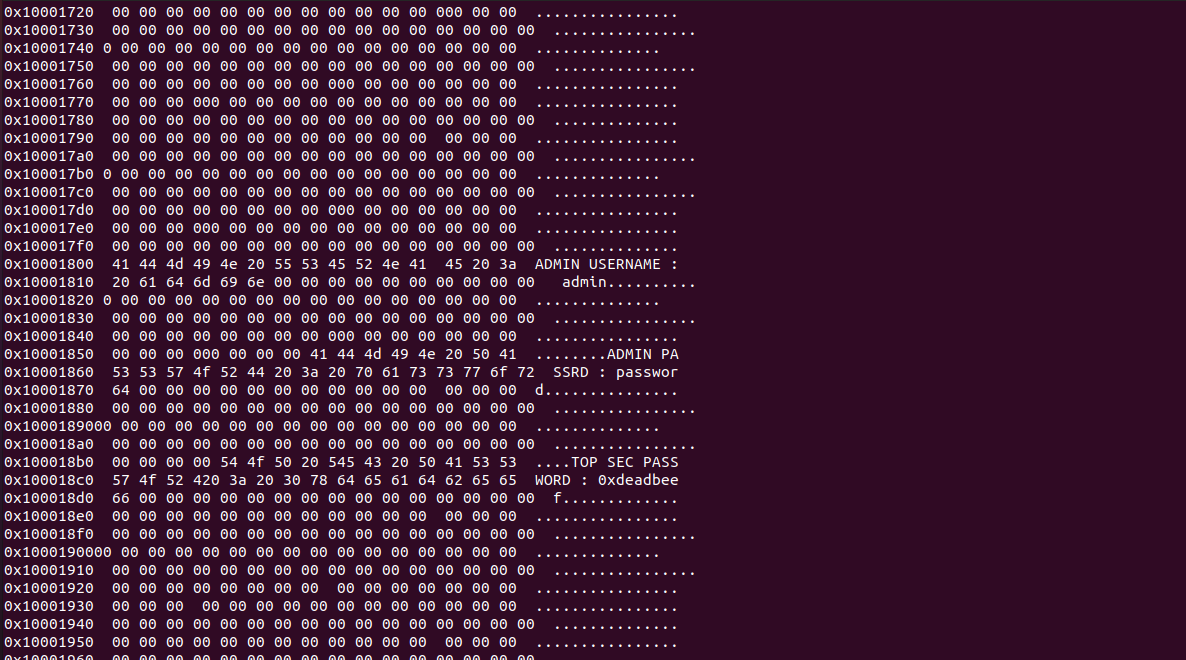 0x10001720  00 00 00 00 00 00 00 00 00 00 00 00 000 00 00  ................
0x10001730  00 00 00 00 00 00 00 00 00 00 00 00 00 00 00 00  ................
0x10001740 0 00 00 00 00 00 00 00 00 00 00 00 00 00 00 00  ..............
0x10001750  00 00 00 00 00 00 00 00 00 00 00 00 00 00 00 00  ................
0x10001760  00 00 00 00 00 00 00 00 000 00 00 00 00 00 00  ................
0x10001770  00 00 00 000 00 00 00 00 00 00 00 00 00 00 00  ................
0x10001780  00 00 00 00 00 00 00 00 00 00 00 00 00 00 00 00  ..............
0x10001790  00 00 00 00 00 00 00 00 00 00 00 00  00 00 00  ................
0x100017a0  00 00 00 00 00 00 00 00 00 00 00 00 00 00 00 00  ................
0x100017b0 0 00 00 00 00 00 00 00 00 00 00 00 00 00 00 00  ..............
0x100017c0  00 00 00 00 00 00 00 00 00 00 00 00 00 00 00 00  ................
0x100017d0  00 00 00 00 00 00 00 00 000 00 00 00 00 00 00  ................
0x100017e0  00 00 00 000 00 00 00 00 00 00 00 00 00 00 00  ................
0x100017f0  00 00 00 00 00 00 00 00 00 00 00 00 00 00 00 00  ..............
0x10001800  41 44 4d 49 4e 20 55 53 45 52 4e 41  45 20 3a  ADMIN USERNAME :
0x10001810  20 61 64 6d 69 6e 00 00 00 00 00 00 00 00 00 00   admin..........
0x10001820 0 00 00 00 00 00 00 00 00 00 00 00 00 00 00 00  ..............
0x10001830  00 00 00 00 00 00 00 00 00 00 00 00 00 00 00 00  ................
0x10001840  00 00 00 00 00 00 00 00 000 00 00 00 00 00 00  ................
0x10001850  00 00 00 000 00 00 00 41 44 4d 49 4e 20 50 41  ........ADMIN PA
0x10001860  53 53 57 4f 52 44 20 3a 20 70 61 73 73 77 6f 72  SSRD : passwor
0x10001870  64 00 00 00 00 00 00 00 00 00 00 00  00 00 00  d...............
0x10001880  00 00 00 00 00 00 00 00 00 00 00 00 00 00 00 00  ................
0x1000189000 00 00 00 00 00 00 00 00 00 00 00 00 00 00 00  ..............
0x100018a0  00 00 00 00 00 00 00 00 00 00 00 00 00 00 00 00  ................
0x100018b0  00 00 00 00 54 4f 50 20 545 43 20 50 41 53 53  ....TOP SEC PASS
0x100018c0  57 4f 52 420 3a 20 30 78 64 65 61 64 62 65 65  WORD : 0xdeadbee
0x100018d0  66 00 00 00 00 00 00 00 00 00 00 00 00 00 00 00  f.............
0x100018e0  00 00 00 00 00 00 00 00 00 00 00 00  00 00 00  ................
0x100018f0  00 00 00 00 00 00 00 00 00 00 00 00 00 00 00 00  ................
0x1000190000 00 00 00 00 00 00 00 00 00 00 00 00 00 00 00  ..............
0x10001910  00 00 00 00 00 00 00 00 00 00 00 00 00 00 00 00  ................
0x10001920  00 00 00 00 00 00 00 00  00 00 00 00 00 00 00  ................
0x10001930  00 00 00  00 00 00 00 00 00 00 00 00 00 00 00  ................
0x10001940  00 00 00 00 00 00 00 00 00 00 00 00 00 00 00 00  ..............
0x10001950  00 00 00 00 00 00 00 00 00 00 00 00  00 00 00  ................
0x10001960  00 00 00 00 00 00 00 00 00 00 00 00 00 00 00 00